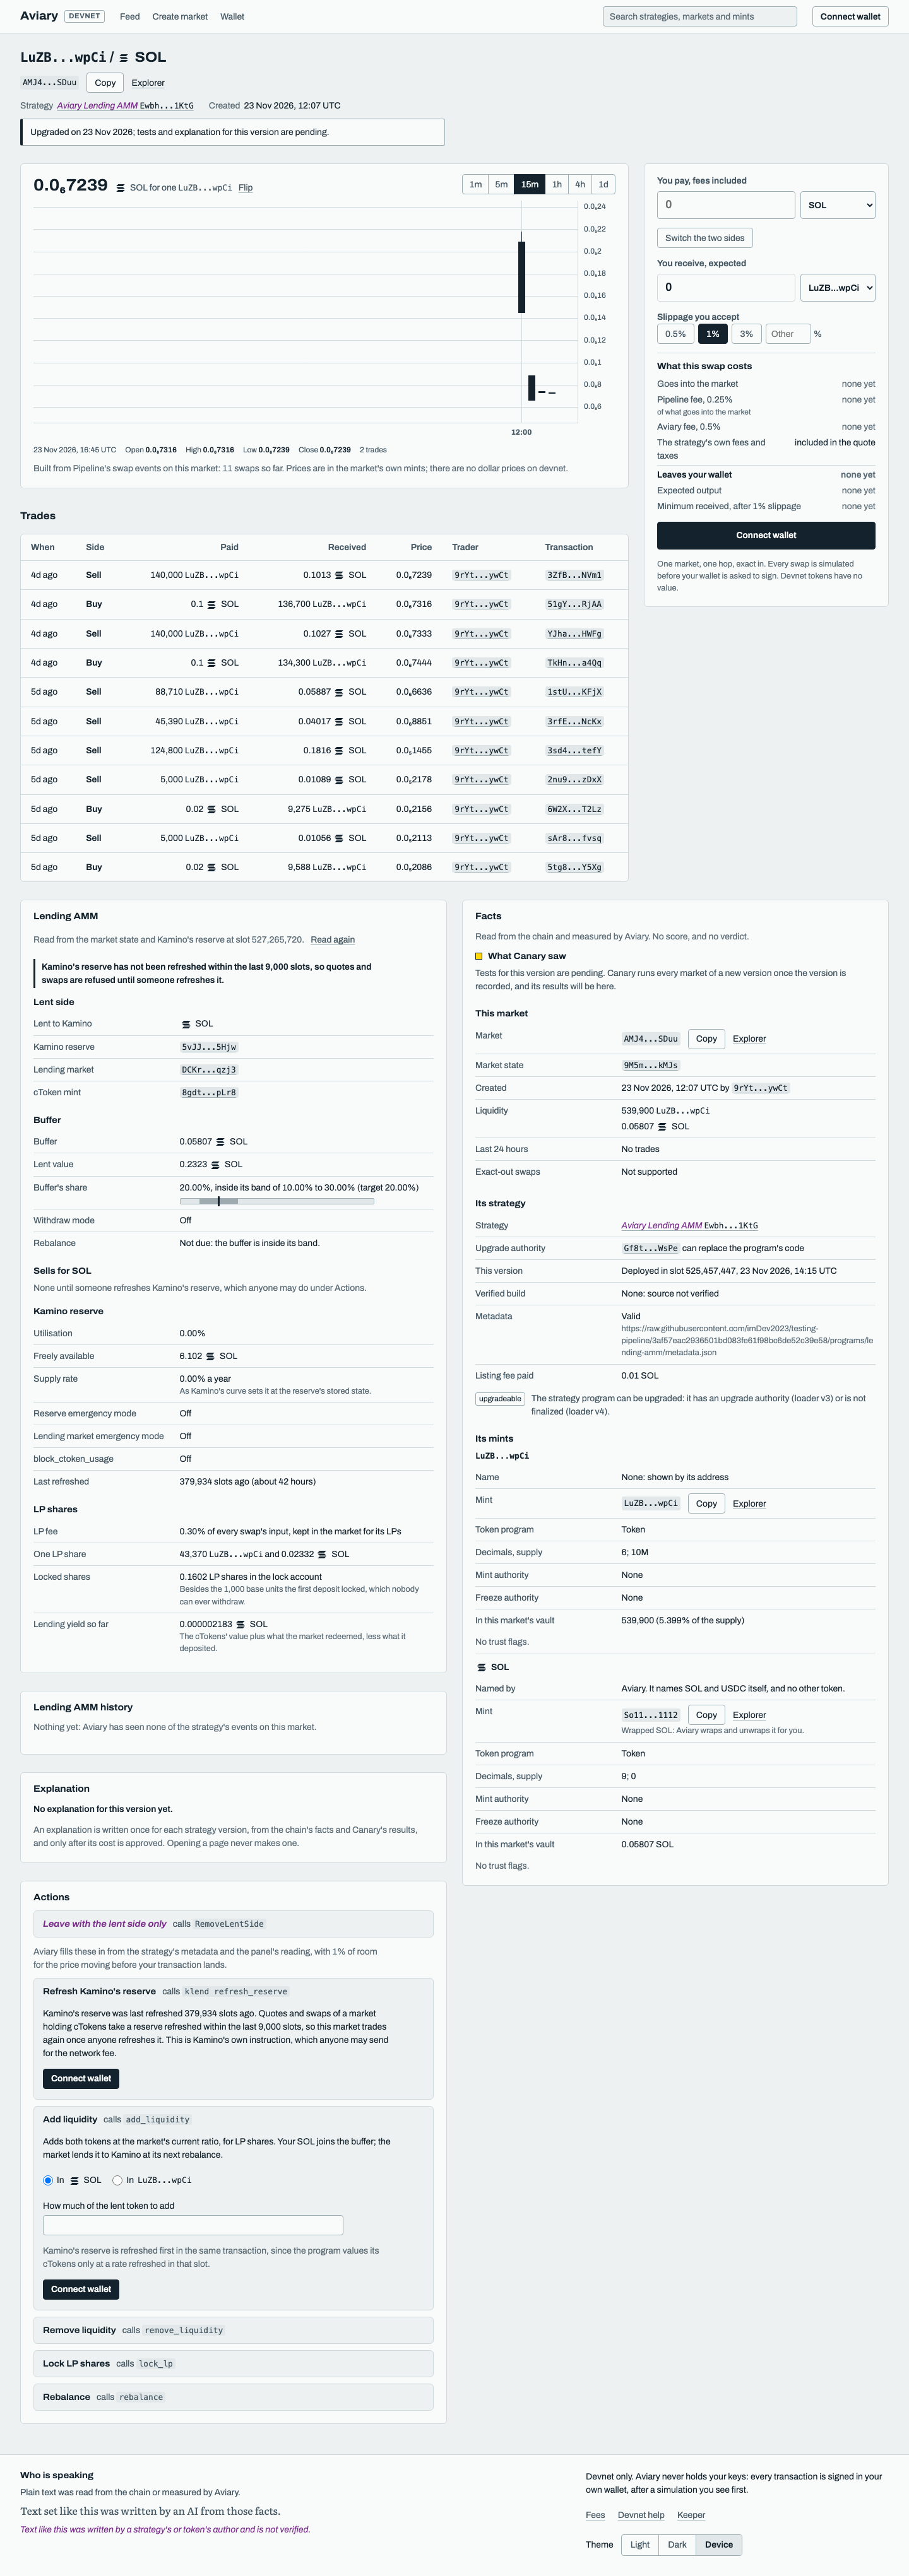 Aviary DEVNET Feed Create market Wallet Search strategies, markets and mints Connect wallet
LuZB...wpCi / SOL
AMJ4...SDuu Copy Explorer
Strategy Aviary Lending AMM Ewbh...1KtG Created 23 Nov 2026, 12:07 UTC
Upgraded on 23 Nov 2026; tests and explanation for this version are pending.
0.0₆7239 SOL for one LuZB...wpCi Flip
1m 5m 15m 1h 4h 1d
12:00
23 Nov 2026, 16:45 UTC Open 0.0₆7316 High 0.0₆7316 Low 0.0₆7239 Close 0.0₆7239 2 trades
Built from Pipeline's swap events on this market: 11 swaps so far. Prices are in the market's own mints; there are no dollar prices on devnet.
You pay, fees included
0 SOL
Switch the two sides
You receive, expected
0 LuZB...wpCi
Slippage you accept
0.5% 1% 3% Other %
What this swap costs
Goes into the market none yet
Pipeline fee, 0.25% none yet
of what goes into the market
Aviary fee, 0.5% none yet
The strategy's own fees and included in the quote
taxes
Leaves your wallet none yet
Expected output none yet
Minimum received, after 1% slippage none yet
Connect wallet
One market, one hop, exact in. Every swap is simulated
before your wallet is asked to sign. Devnet tokens have no
value.
Trades
When Side Paid Received Price Trader Transaction
4d ago Sell 140,000 LuZB...wpCi 0.1013 SOL 0.0₆7239 9rYt...ywCt 3ZfB...NVm1
4d ago Buy 0.1 SOL 136,700 LuZB...wpCi 0.0₆7316 9rYt...ywCt 51gY...RjAA
4d ago Sell 140,000 LuZB...wpCi 0.1027 SOL 0.0₆7333 9rYt...ywCt YJha...HWFg
4d ago Buy 0.1 SOL 134,300 LuZB...wpCi 0.0₆7444 9rYt...ywCt TkHn...a4Qq
5d ago Sell 88,710 LuZB...wpCi 0.05887 SOL 0.0₆6636 9rYt...ywCt 1stU...KFjX
5d ago Sell 45,390 LuZB...wpCi 0.04017 SOL 0.0₆8851 9rYt...ywCt 3rfE...NcKx
5d ago Sell 124,800 LuZB...wpCi 0.1816 SOL 0.0₅1455 9rYt...ywCt 3sd4...tefY
5d ago Sell 5,000 LuZB...wpCi 0.01089 SOL 0.0₅2178 9rYt...ywCt 2nu9...zDxX
5d ago Buy 0.02 SOL 9,275 LuZB...wpCi 0.0₅2156 9rYt...ywCt 6W2X...T2Lz
5d ago Sell 5,000 LuZB...wpCi 0.01056 SOL 0.0₅2113 9rYt...ywCt sAr8...fvsq
5d ago Buy 0.02 SOL 9,588 LuZB...wpCi 0.0₅2086 9rYt...ywCt 5tg8...Y5Xg
Lending AMM
Read from the market state and Kamino's reserve at slot 527,265,720. Read again
Kamino's reserve has not been refreshed within the last 9,000 slots, so quotes and
swaps are refused until someone refreshes it.
Lent side
Lent to Kamino SOL
Kamino reserve 5vJJ...5Hjw
Lending market DCKr...qzj3
cToken mint 8gdt...pLr8
Buffer
Buffer 0.05807 SOL
Lent value 0.2323 SOL
Buffer's share 20.00%, inside its band of 10.00% to 30.00% (target 20.00%)
Withdraw mode Off
Rebalance Not due: the buffer is inside its band.
Sells for SOL
None until someone refreshes Kamino's reserve, which anyone may do under Actions.
Kamino reserve
Utilisation 0.00%
Freely available 6.102 SOL
Supply rate 0.00% a year
As Kamino's curve sets it at the reserve's stored state.
Reserve emergency mode Off
Lending market emergency mode Off
block_ctoken_usage Off
Last refreshed 379,934 slots ago (about 42 hours)
LP shares
LP fee 0.30% of every swap's input, kept in the market for its LPs
One LP share 43,370 LuZB...wpCi and 0.02332 SOL
Locked shares 0.1602 LP shares in the lock account
Besides the 1,000 base units the first deposit locked, which nobody
can ever withdraw.
Lending yield so far 0.000002183 SOL
The cTokens' value plus what the market redeemed, less what it
deposited.
Lending AMM history
Nothing yet: Aviary has seen none of the strategy's events on this market.
Explanation
No explanation for this version yet.
An explanation is written once for each strategy version, from the chain's facts and Canary's results,
and only after its cost is approved. Opening a page never makes one.
Actions
Leave with the lent side only calls RemoveLentSide
Aviary fills these in from the strategy's metadata and the panel's reading, with 1% of room
for the price moving before your transaction lands.
Refresh Kamino's reserve calls klend refresh_reserve
Kamino's reserve was last refreshed 379,934 slots ago. Quotes and swaps of a market
holding cTokens take a reserve refreshed within the last 9,000 slots, so this market trades
again once anyone refreshes it. This is Kamino's own instruction, which anyone may send
for the network fee.
Connect wallet
Add liquidity calls add_liquidity
Adds both tokens at the market's current ratio, for LP shares. Your SOL joins the buffer; the
market lends it to Kamino at its next rebalance.
In SOL In LuZB...wpCi
How much of the lent token to add
Kamino's reserve is refreshed first in the same transaction, since the program values its
cTokens only at a rate refreshed in that slot.
Connect wallet
Remove liquidity calls remove_liquidity
Lock LP shares calls lock_lp
Rebalance calls rebalance
Facts
Read from the chain and measured by Aviary. No score, and no verdict.
What Canary saw
Tests for this version are pending. Canary runs every market of a new version once the version is
recorded, and its results will be here.
This market
Market AMJ4...SDuu Copy Explorer
Market state 9M5m...kMJs
Created 23 Nov 2026, 12:07 UTC by 9rYt...ywCt
Liquidity 539,900 LuZB...wpCi
0.05807 SOL
Last 24 hours No trades
Exact-out swaps Not supported
Its strategy
Strategy Aviary Lending AMM Ewbh...1KtG
Upgrade authority Gf8t...WsPe can replace the program's code
This version Deployed in slot 525,457,447, 23 Nov 2026, 14:15 UTC
Verified build None: source not verified
Metadata Valid
https://raw.githubusercontent.com/imDev2023/testing-
pipeline/3af57eac2936501bd083fe61f98bc6de52c39e58/programs/le
nding-amm/metadata.json
Listing fee paid 0.01 SOL
upgradeable The strategy program can be upgraded: it has an upgrade authority (loader v3) or is not
finalized (loader v4).
Its mints
LuZB...wpCi
Name None: shown by its address
Mint LuZB...wpCi Copy Explorer
Token program Token
Decimals, supply 6; 10M
Mint authority None
Freeze authority None
In this market's vault 539,900 (5.399% of the supply)
No trust flags.
SOL
Named by Aviary. It names SOL and USDC itself, and no other token.
Mint So11...1112 Copy Explorer
Wrapped SOL: Aviary wraps and unwraps it for you.
Token program Token
Decimals, supply 9; 0
Mint authority None
Freeze authority None
In this market's vault 0.05807 SOL
No trust flags.
Who is speaking
Plain text was read from the chain or measured by Aviary.
Text set like this was written by an AI from those facts.
Text like this was written by a strategy's or token's author and is not verified.
Devnet only. Aviary never holds your keys: every transaction is signed in your
own wallet, after a simulation you see first.
Fees Devnet help Keeper
Theme Light Dark Device